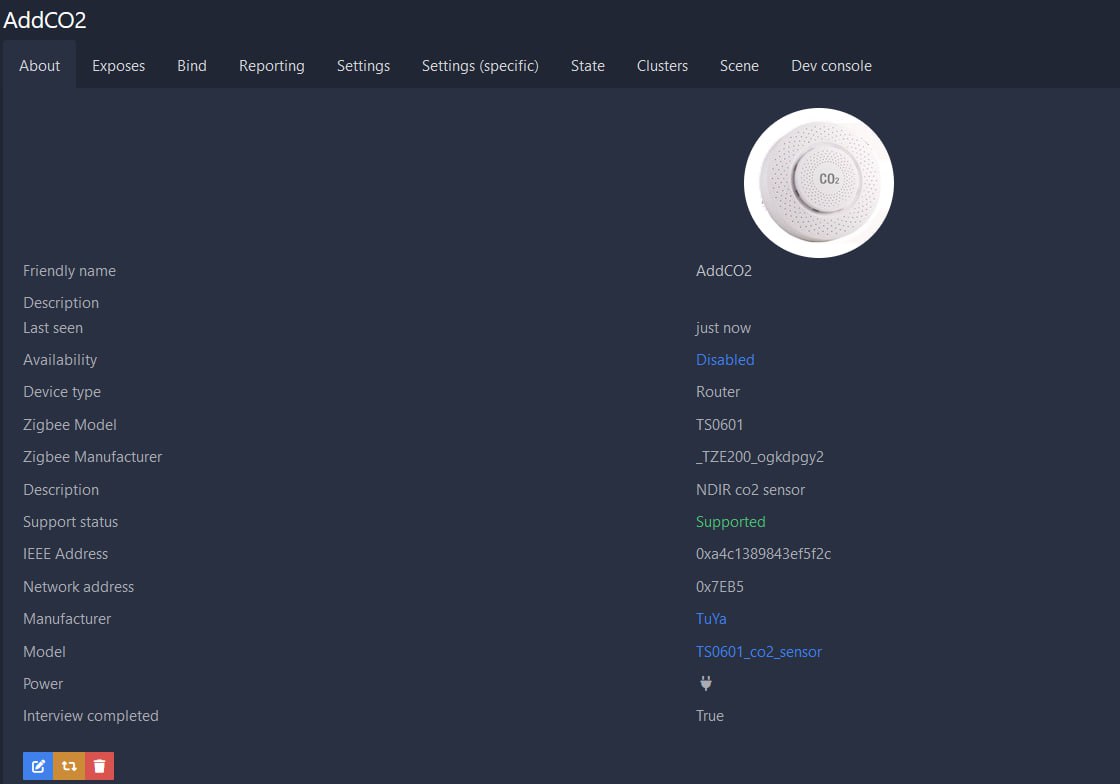 AddCO2
About Exposes Bind Reporting Settings Settings (specific) State Clusters Scene Dev console
CO₂
Friendly name AddCO2
Description
Last seen just now
Availability Disabled
Device type Router
Zigbee Model TS0601
Zigbee Manufacturer _TZE200_ogkdpgy2
Description NDIR co2 sensor
Support status Supported
IEEE Address 0xa4c1389843ef5f2c
Network address 0x7EB5
Manufacturer TuYa
Model TS0601_co2_sensor
Power
Interview completed True